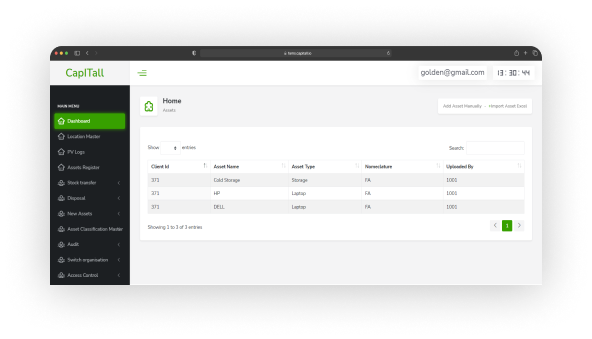 CapITall
golden@gmail.com
13 : 30 : 44
MAIN MENU
Dashboard
Location Master
PV Logs
Assets Register
Stock transfer
Disposal
New Assets
Asset Classification Master
Audit
Switch organisation
Access Control
Home
Assets
Add Asset Manually
Import Asset Excel
Show entries
Search:
Client Id Asset Name Asset Type Nomeclature Uploaded By
371 Cold Storage Storage FA 1001
371 HP Laptop FA 1001
371 DELL Laptop FA 1001
Showing 1 to 3 of 3 entries
1